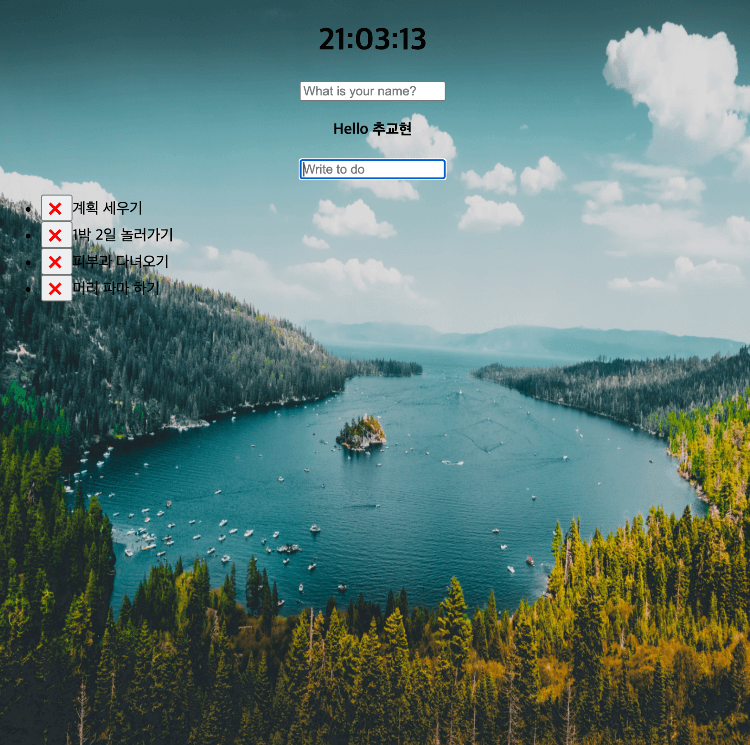 21:03:13
What is your name?
Hello 추교현
Write to do
계획 세우기
1박 2일 놀러가기
피부과 다녀오기
머리 파마 하기